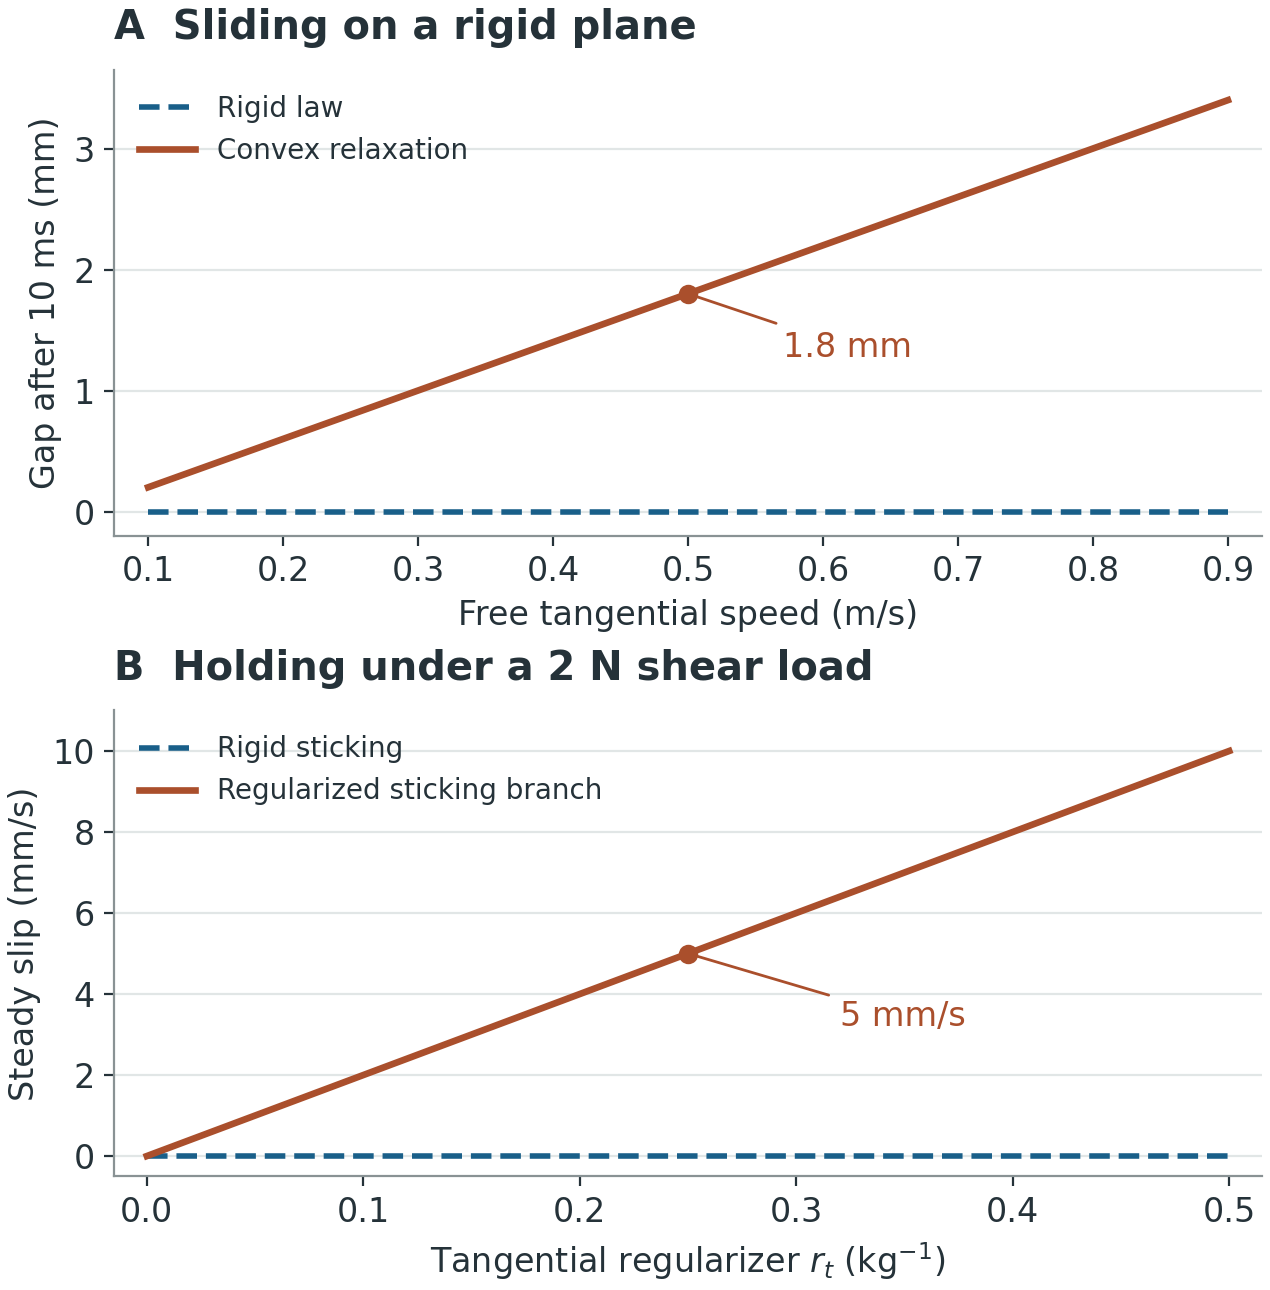 A Sliding on a rigid plane
Rigid law
Convex relaxation
Gap after 10 ms (mm)
3
2
1
0
1.8 mm
0.1 0.2 0.3 0.4 0.5 0.6 0.7 0.8 0.9
Free tangential speed (m/s)
B Holding under a 2 N shear load
Rigid sticking
Regularized sticking branch
Steady slip (mm/s)
10
8
6
4
2
0
5 mm/s
0.0 0.1 0.2 0.3 0.4 0.5
Tangential regularizer rₜ (kg⁻¹)